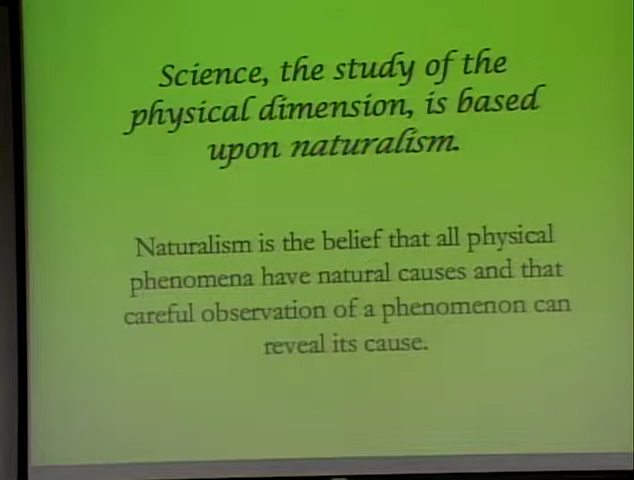 Science, the study of the
physical dimension, is based
upon naturalism.
Naturalism is the belief that all physical
phenomena have natural causes and that
careful observation of a phenomenon can
reveal its cause.